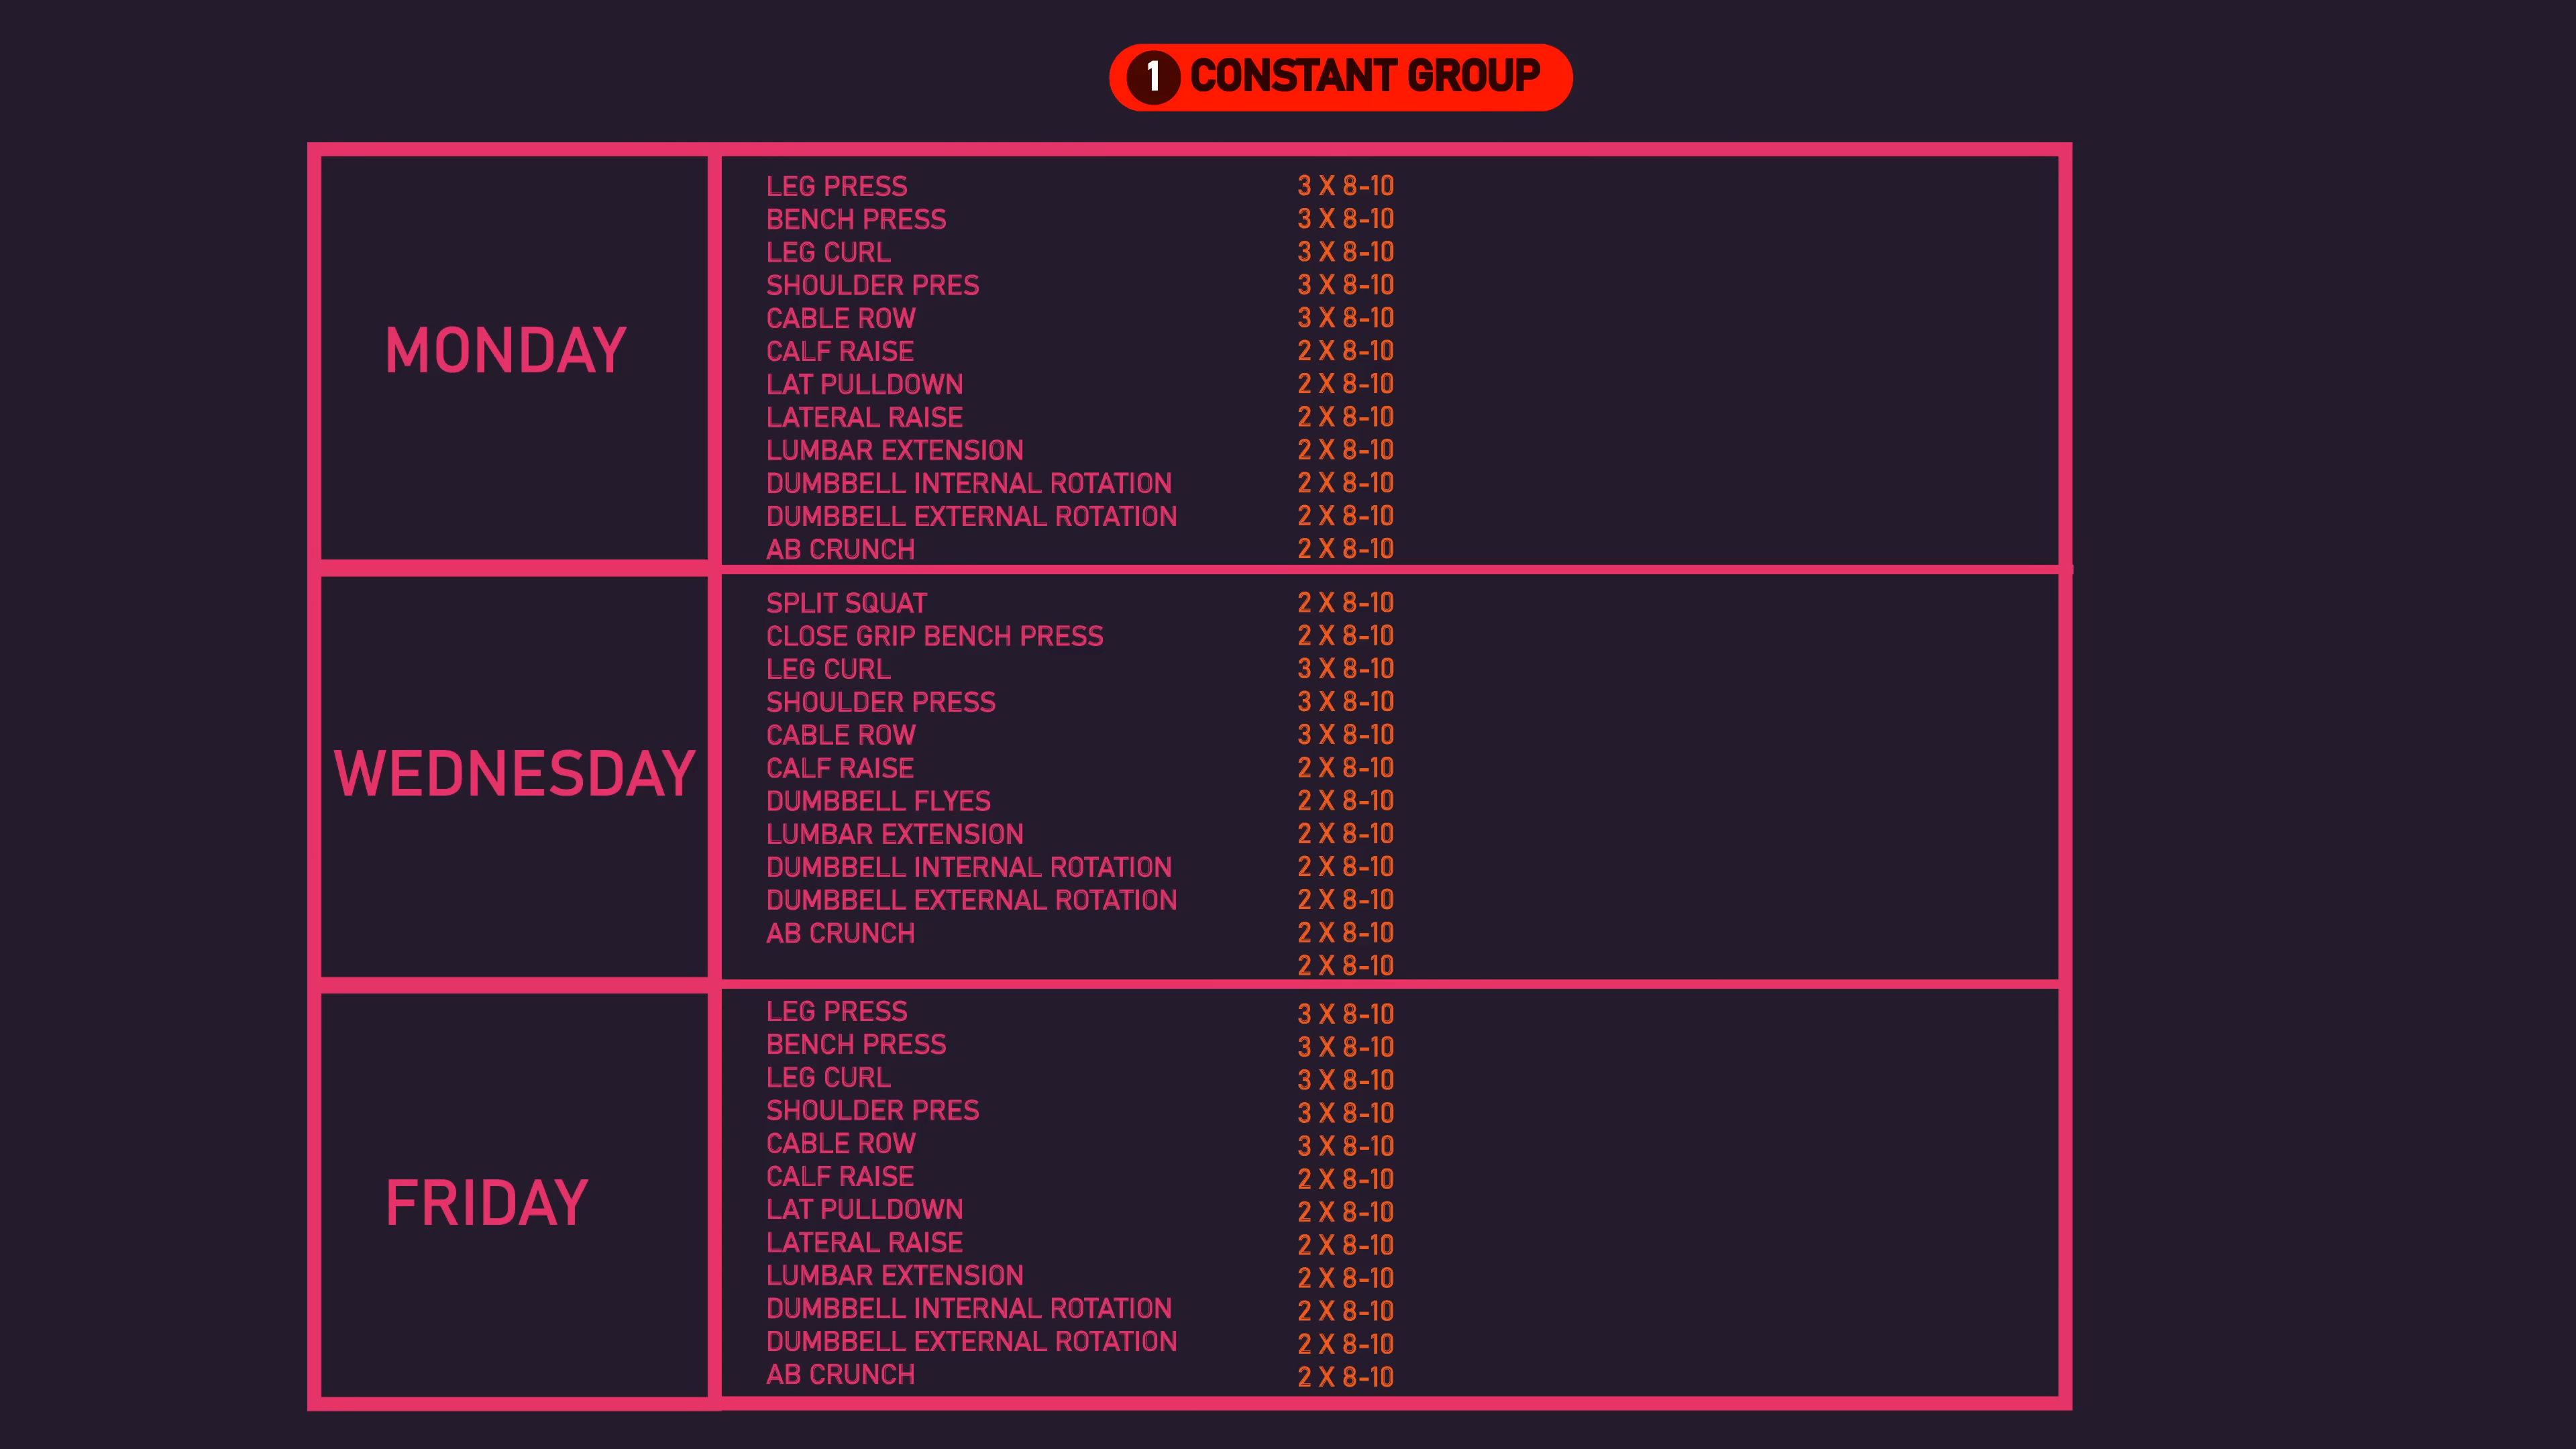 1 CONSTANT GROUP
MONDAY
LEG PRESS 3 X 8-10
BENCH PRESS 3 X 8-10
LEG CURL 3 X 8-10
SHOULDER PRES 3 X 8-10
CABLE ROW 3 X 8-10
CALF RAISE 2 X 8-10
LAT PULLDOWN 2 X 8-10
LATERAL RAISE 2 X 8-10
LUMBAR EXTENSION 2 X 8-10
DUMBBELL INTERNAL ROTATION 2 X 8-10
DUMBBELL EXTERNAL ROTATION 2 X 8-10
AB CRUNCH 2 X 8-10
WEDNESDAY
SPLIT SQUAT 2 X 8-10
CLOSE GRIP BENCH PRESS 2 X 8-10
LEG CURL 3 X 8-10
SHOULDER PRESS 3 X 8-10
CABLE ROW 3 X 8-10
CALF RAISE 2 X 8-10
DUMBBELL FLYES 2 X 8-10
LUMBAR EXTENSION 2 X 8-10
DUMBBELL INTERNAL ROTATION 2 X 8-10
DUMBBELL EXTERNAL ROTATION 2 X 8-10
AB CRUNCH 2 X 8-10
2 X 8-10
FRIDAY
LEG PRESS 3 X 8-10
BENCH PRESS 3 X 8-10
LEG CURL 3 X 8-10
SHOULDER PRES 3 X 8-10
CABLE ROW 3 X 8-10
CALF RAISE 2 X 8-10
LAT PULLDOWN 2 X 8-10
LATERAL RAISE 2 X 8-10
LUMBAR EXTENSION 2 X 8-10
DUMBBELL INTERNAL ROTATION 2 X 8-10
DUMBBELL EXTERNAL ROTATION 2 X 8-10
AB CRUNCH 2 X 8-10